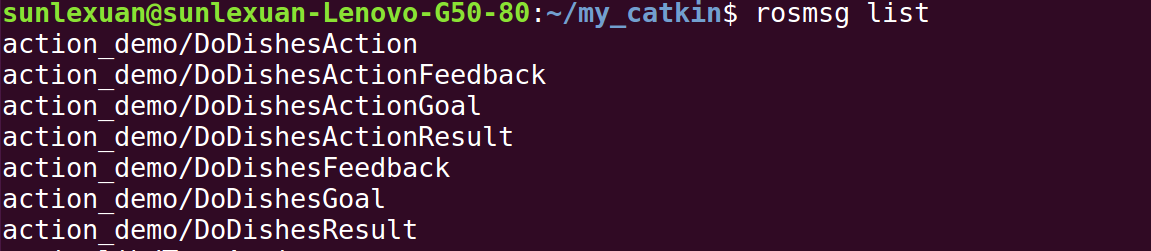 sunlexuan@sunlexuan-Lenovo-G50-80:~/my_catkin$ rosmsg list
action_demo/DoDishesAction
action_demo/DoDishesActionFeedback
action_demo/DoDishesActionGoal
action_demo/DoDishesActionResult
action_demo/DoDishesFeedback
action_demo/DoDishesGoal
action_demo/DoDishesResult